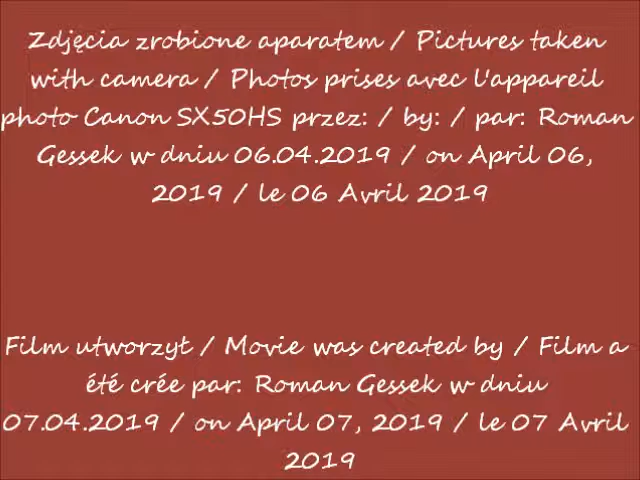 Zdjęcia zrobione aparatem / Pictures taken
with camera / Photos prises avec l'appareil
photo Canon SX50HS przez: / by: / par: Roman
Gessek w dniu 06.04.2019 / on April 06,
2019 / le 06 Avril 2019
Film utworzył / Movie was created by / Film a
été crée par: Roman Gessek w dniu
07.04.2019 / on April 07, 2019 / le 07 Avril
2019